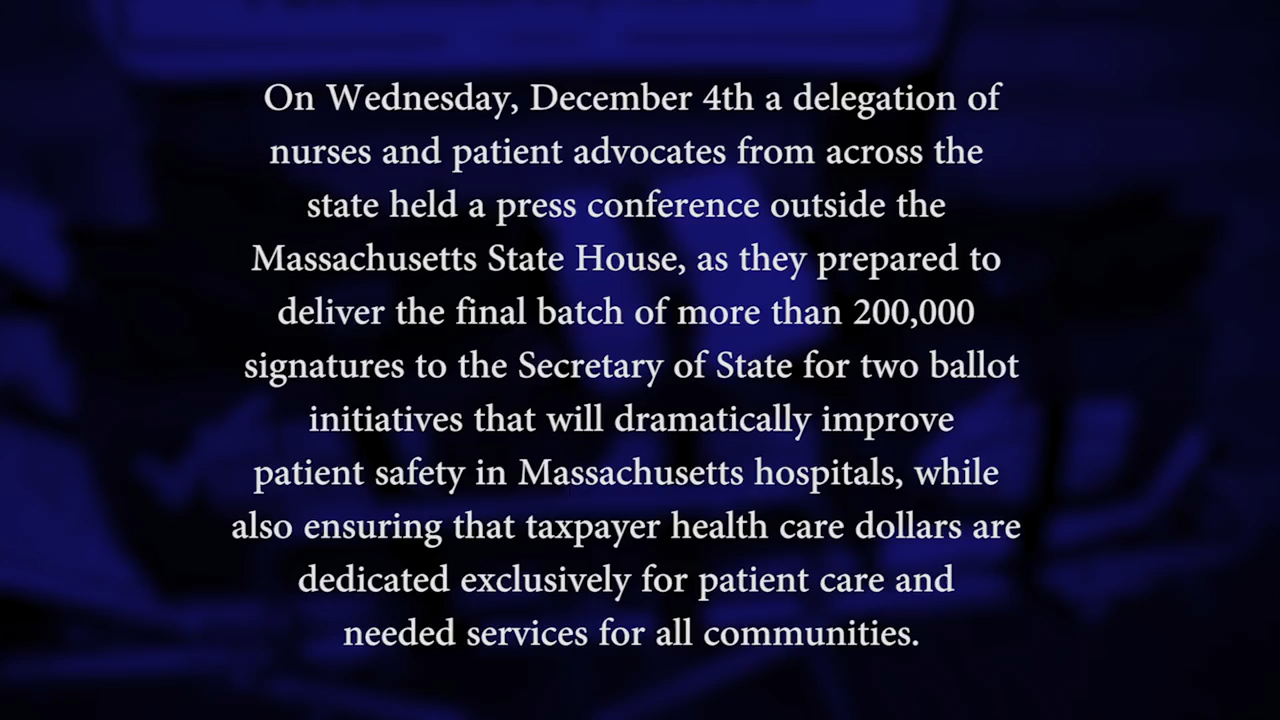 On Wednesday, December 4th a delegation of
nurses and patient advocates from across the
state held a press conference outside the
Massachusetts State House, as they prepared to
deliver the final batch of more than 200,000
signatures to the Secretary of State for two ballot
initiatives that will dramatically improve
patient safety in Massachusetts hospitals, while
also ensuring that taxpayer health care dollars are
dedicated exclusively for patient care and
needed services for all communities.